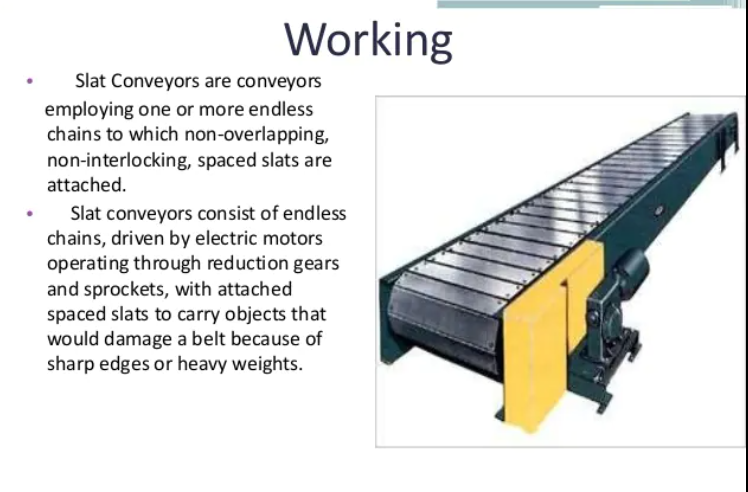 Working
• Slat Conveyors are conveyors
employing one or more endless
chains to which non-overlapping,
non-interlocking, spaced slats are
attached.
• Slat conveyors consist of endless
chains, driven by electric motors
operating through reduction gears
and sprockets, with attached
spaced slats to carry objects that
would damage a belt because of
sharp edges or heavy weights.